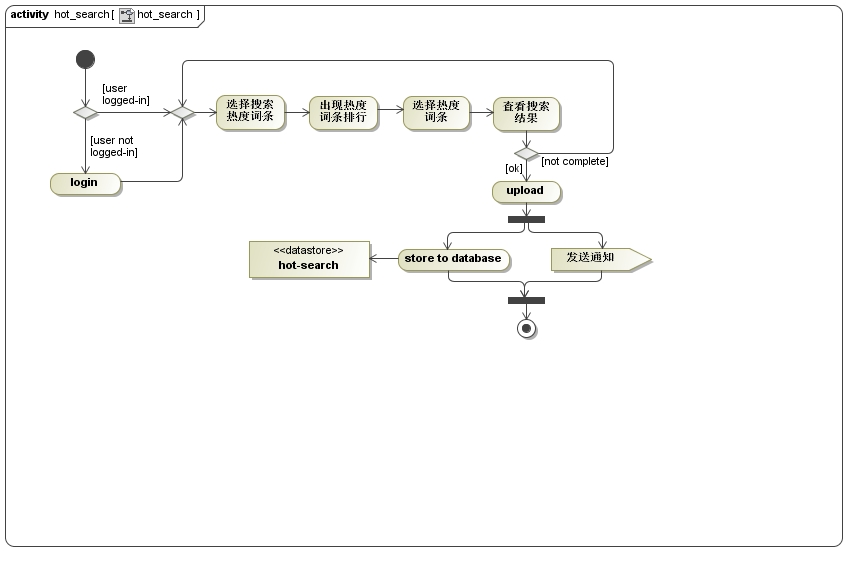 activity hot_search[ hot_search ]
[user
logged-in]
选择搜索
热度词条
出现热度
词条排行
选择热度
词条
查看搜索
结果
[user not
logged-in]
[ok]
[not complete]
login
upload
<<datastore>>
hot-search
store to database
发送通知